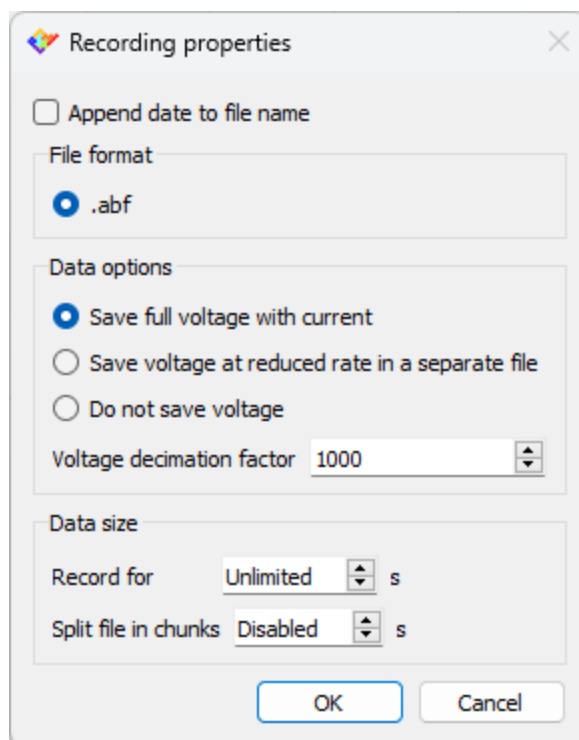 Recording properties
Append date to file name
File format
.abf
Data options
Save full voltage with current
Save voltage at reduced rate in a separate file
Do not save voltage
Voltage decimation factor 1000
Data size
Record for Unlimited s
Split file in chunks Disabled s
OK Cancel